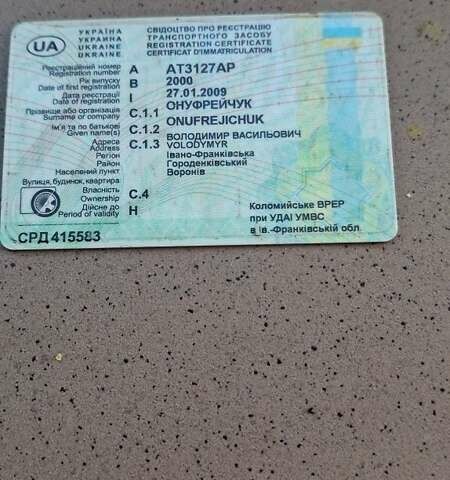 UA
УКРАЇНА
УКРАИНА
UKRAINE
UKRAINE
СВІДОЦТВО ПРО РЕЄСТРАЦІЮ
ТРАНСПОРТНОГО ЗАСОБУ
REGISTRATION CERTIFICATE
CERTIFICAT D'IMMATRICULATION
Реєстраційний номер
Registration number A AT3127AP
Рік випуску
Date of first registration B 2000
Дата реєстрації
Date of registration I 27.01.2009
Прізвище або організація
Surname or company C.1.1 ОНУФРЕЙЧУК
ONUFREJCHUK
Ім'я та по батькові
Given name(s) C.1.2 ВОЛОДИМИР ВАСИЛЬОВИЧ
VOLODYMYR
Адреса
Address C.1.3
Регіон Івано-Франківська
Район Городенківський
Населений пункт Вороні​в
Вулиця, будинок, квартира
Власність
Ownership C.4
Дійсне до
Period of validity H
Коломийське ВРЕР
при УДАІ УМВС
в Ів.-Франківській обл.
СРД 415583